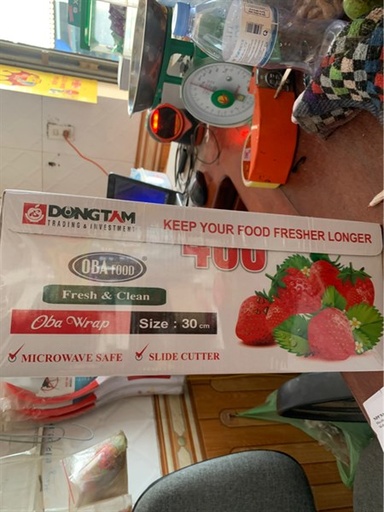 DONGTAM
TRADING & INVESTMENT
KEEP YOUR FOOD FRESHER LONGER
400
OBA FOOD
Fresh & Clean
Oba Wrap
Size : 30 cm
MICROWAVE SAFE
SLIDE CUTTER